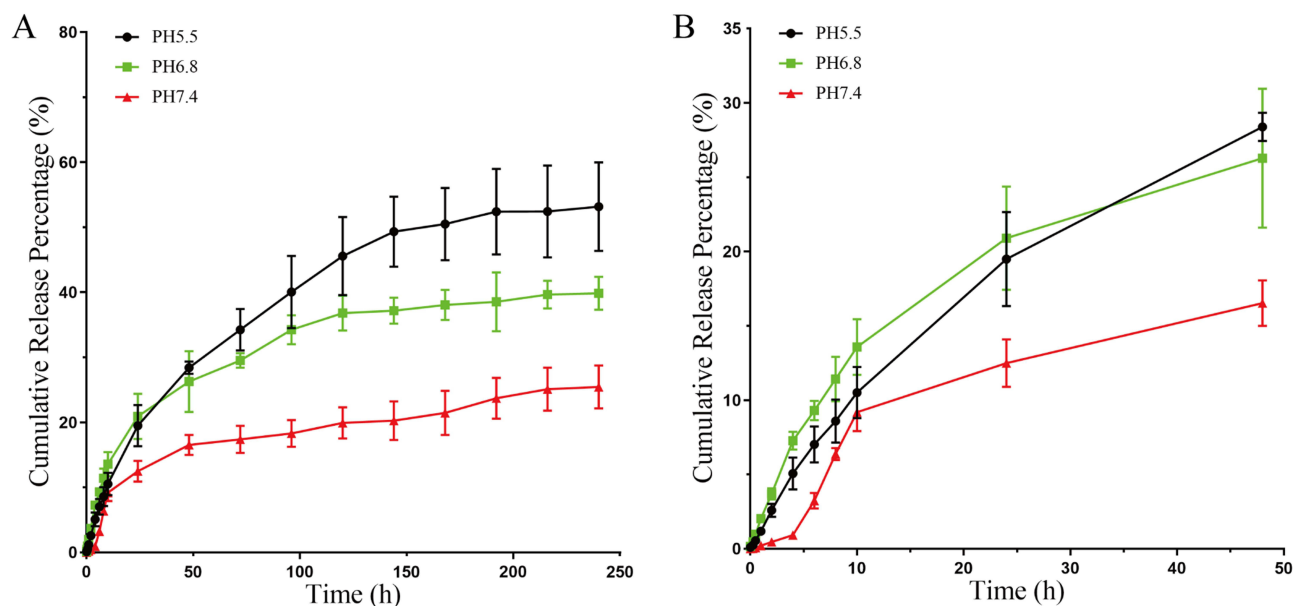 A
PH5.5
PH6.8
PH7.4
Cumulative Release Percentage (%)
80
60
40
20
0
0 50 100 150 200 250
Time (h)
B
PH5.5
PH6.8
PH7.4
Cumulative Release Percentage (%)
35
30
20
10
0
0 10 20 30 40 50
Time (h)